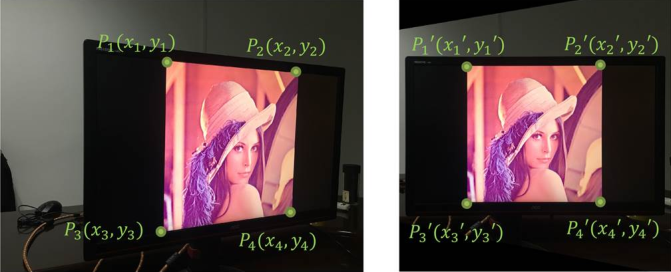 P₁(x₁, y₁)
P₂(x₂, y₂)
P₃(x₃, y₃)
P₄(x₄, y₄)
P₁′(x₁′, y₁′)
P₂′(x₂′, y₂′)
P₃′(x₃′, y₃′)
P₄′(x₄′, y₄′)